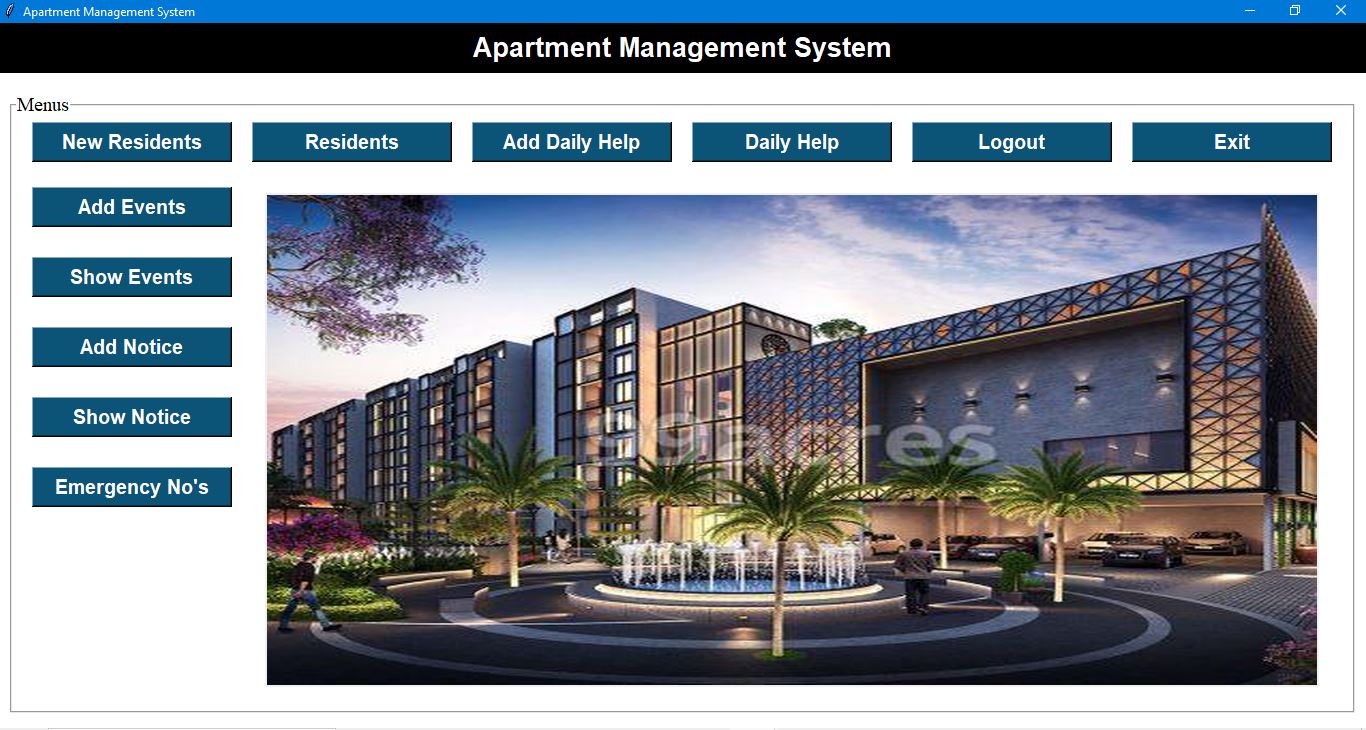 Apartment Management System
Apartment Management System
Menus
New Residents
Residents
Add Daily Help
Daily Help
Logout
Exit
Add Events
Show Events
Add Notice
Show Notice
Emergency No's
99acres